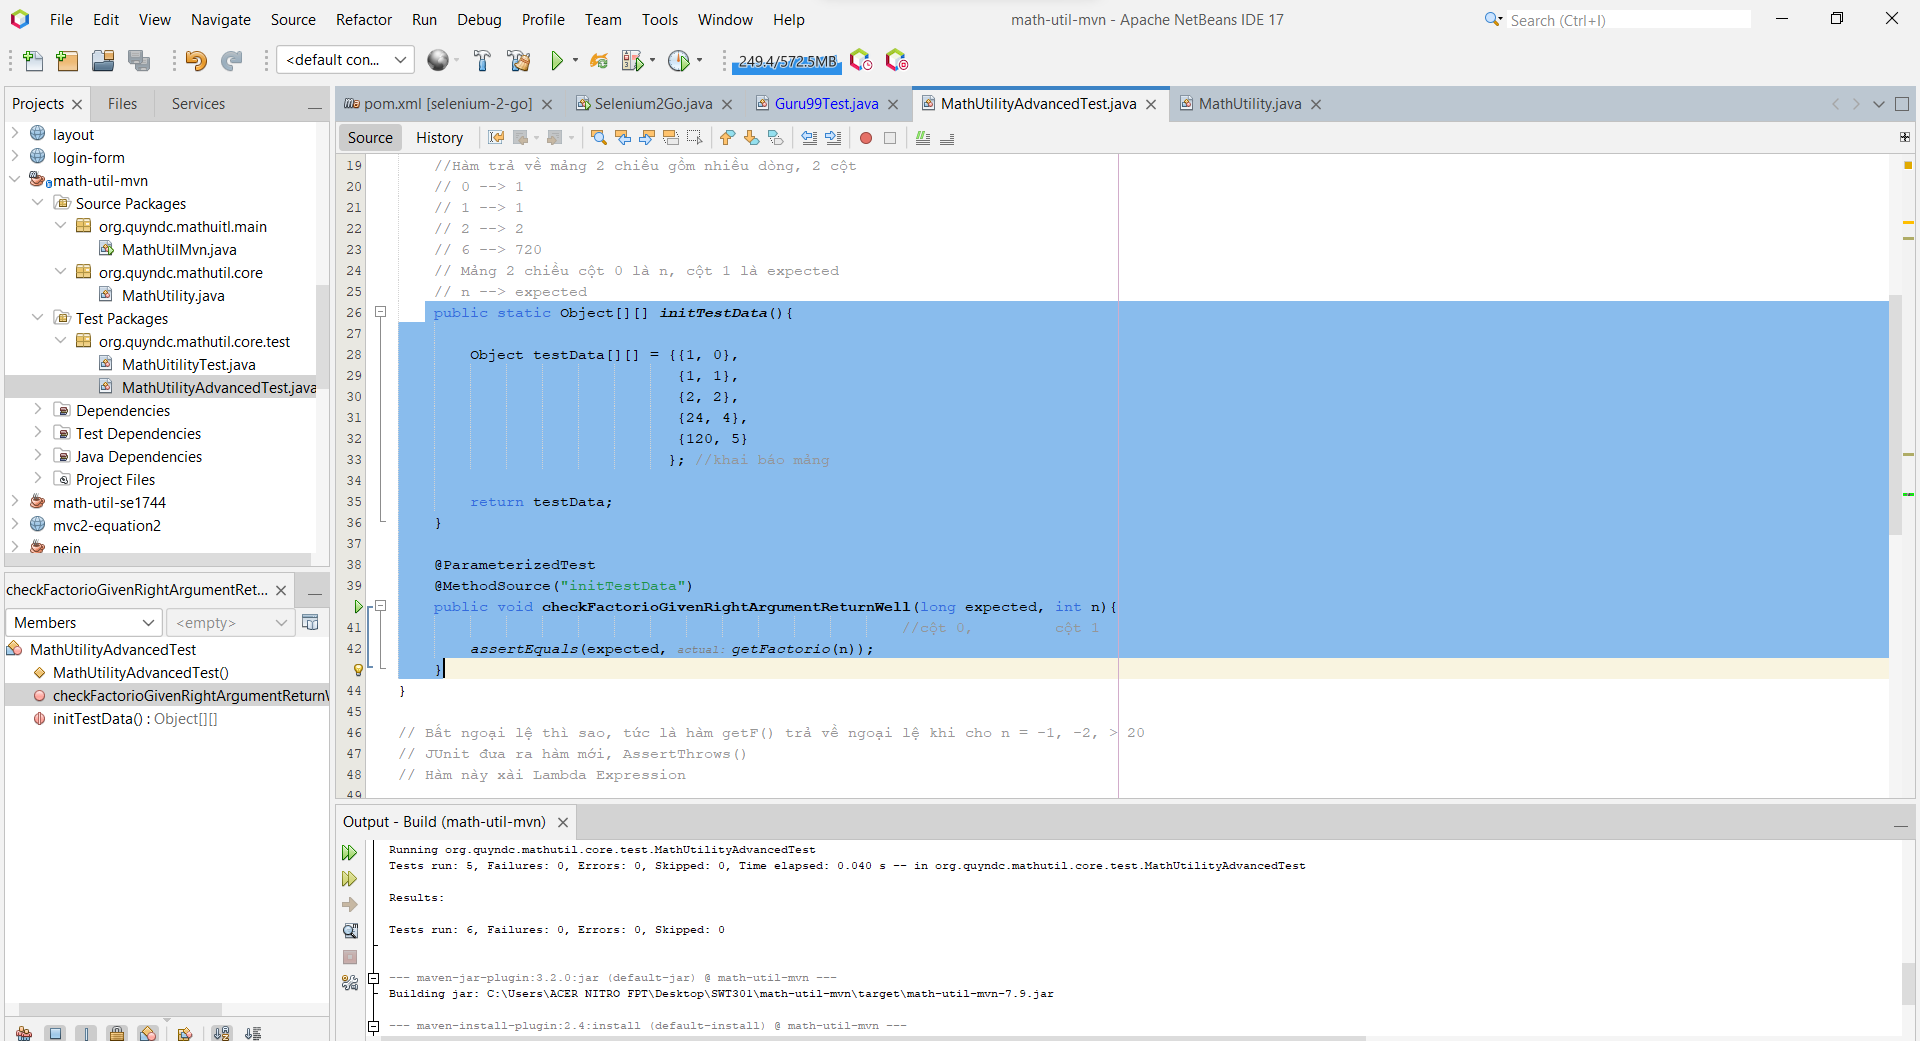 File Edit View Navigate Source Refactor Run Debug Profile Team Tools Window Help math-util-mvn - Apache NetBeans IDE 17 Search (Ctrl+I)
<default con... 249.4/572.5MB
Projects Files Services
layout
login-form
math-util-mvn
Source Packages
org.quyndc.mathuitl.main
MathUtilMvn.java
org.quyndc.mathutil.core
MathUtility.java
Test Packages
org.quyndc.mathutil.core.test
MathUitilityTest.java
MathUtilityAdvancedTest.java
Dependencies
Test Dependencies
Java Dependencies
Project Files
math-util-se1744
mvc2-equation2
nein
checkFactorioGivenRightArgumentRet...
Members <empty>
MathUtilityAdvancedTest
MathUtilityAdvancedTest()
checkFactorioGivenRightArgumentReturnW
initTestData() : Object[][]
pom.xml [selenium-2-go] Selenium2Go.java Guru99Test.java MathUtilityAdvancedTest.java MathUtility.java
Source History
19 //Hàm trả về mảng 2 chiều gồm nhiều dòng, 2 cột
20 // 0 --> 1
21 // 1 --> 1
22 // 2 --> 2
23 // 6 --> 720
24 // Mảng 2 chiều cột 0 là n, cột 1 là expected
25 // n --> expected
26 public static Object[][] initTestData(){
27
28 Object testData[][] = {{1, 0},
29 {1, 1},
30 {2, 2},
31 {24, 4},
32 {120, 5}
33 }; //khai báo mảng
34
35 return testData;
36 }
37
38 @ParameterizedTest
39 @MethodSource("initTestData")
public void checkFactorioGivenRightArgumentReturnWell(long expected, int n){
41 //cột 0, cột 1
42 assertEquals(expected, actual: getFactorio(n));
}
44 }
45
46 // Bắt ngoại lệ thì sao, tức là hàm getF() trả về ngoại lệ khi cho n = -1, -2, > 20
47 // JUnit đưa ra hàm mới, AssertThrows()
48 // Hàm này xài Lambda Expression
49
Output - Build (math-util-mvn)
Running org.quyndc.mathutil.core.test.MathUtilityAdvancedTest
Tests run: 5, Failures: 0, Errors: 0, Skipped: 0, Time elapsed: 0.040 s -- in org.quyndc.mathutil.core.test.MathUtilityAdvancedTest
Results:
Tests run: 6, Failures: 0, Errors: 0, Skipped: 0
--- maven-jar-plugin:3.2.0:jar (default-jar) @ math-util-mvn ---
Building jar: C:\Users\ACER NITRO FPT\Desktop\SWT301\math-util-mvn\target\math-util-mvn-7.9.jar
--- maven-install-plugin:2.4:install (default-install) @ math-util-mvn ---